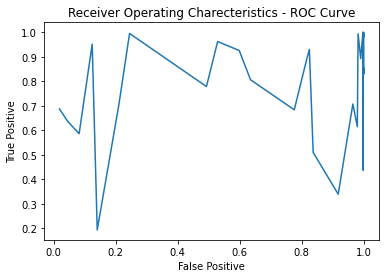 Receiver Operating Charecteristics - ROC Curve
1.0
0.9
0.8
0.7
0.6
0.5
0.4
0.3
0.2
True Positive
0.0 0.2 0.4 0.6 0.8 1.0
False Positive